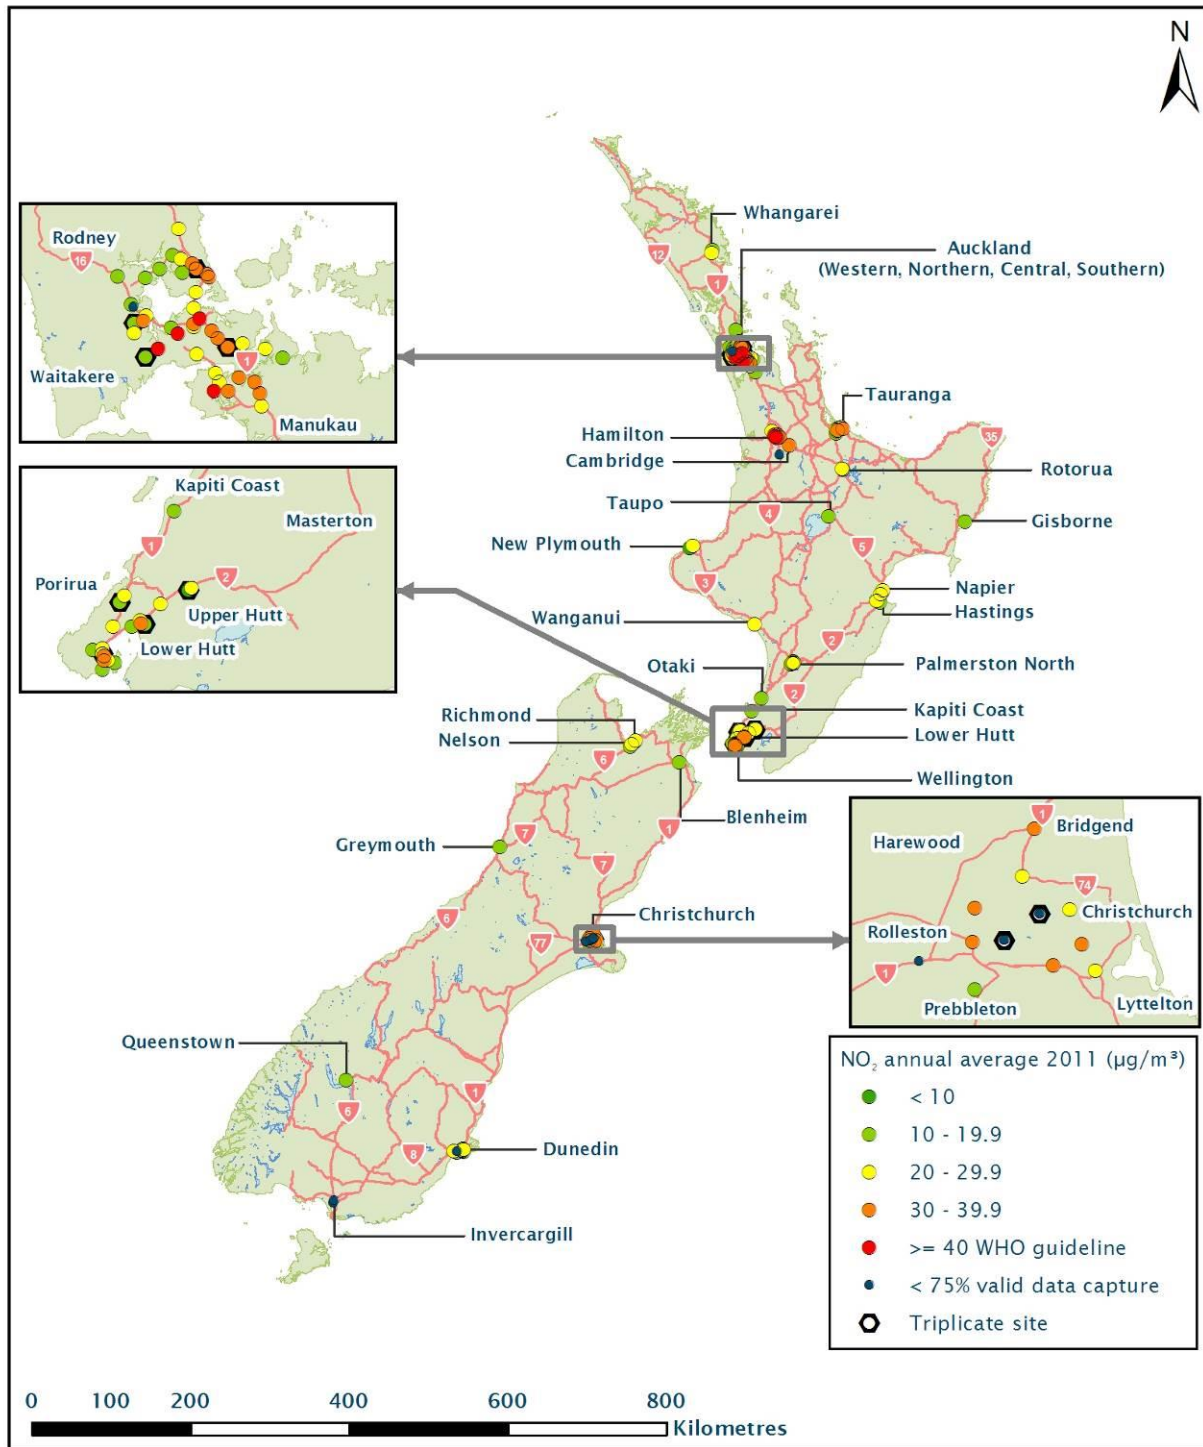 N
Whangarei
Auckland
(Western, Northern, Central, Southern)
12
1
Rodney
16
Waitakere
1
Manukau
Tauranga
Hamilton
Cambridge
35
Rotorua
Taupo
4
Gisborne
5
New Plymouth
3
Napier
Hastings
Wanganui
2
Palmerston North
Otaki
2
Kapiti Coast
Lower Hutt
Wellington
Kapiti Coast
Masterton
1
2
Porirua
Upper Hutt
Lower Hutt
Richmond
Nelson
6
Blenheim
1
Greymouth
7
7
6
Christchurch
77
1
Bridgend
Harewood
74
Christchurch
Rolleston
1
Prebbleton
Lyttelton
Queenstown
1
6
8
Dunedin
Invercargill
NO₂ annual average 2011 (µg/m³)
< 10
10 - 19.9
20 - 29.9
30 - 39.9
>= 40 WHO guideline
< 75% valid data capture
Triplicate site
0 100 200 400 600 800
Kilometres